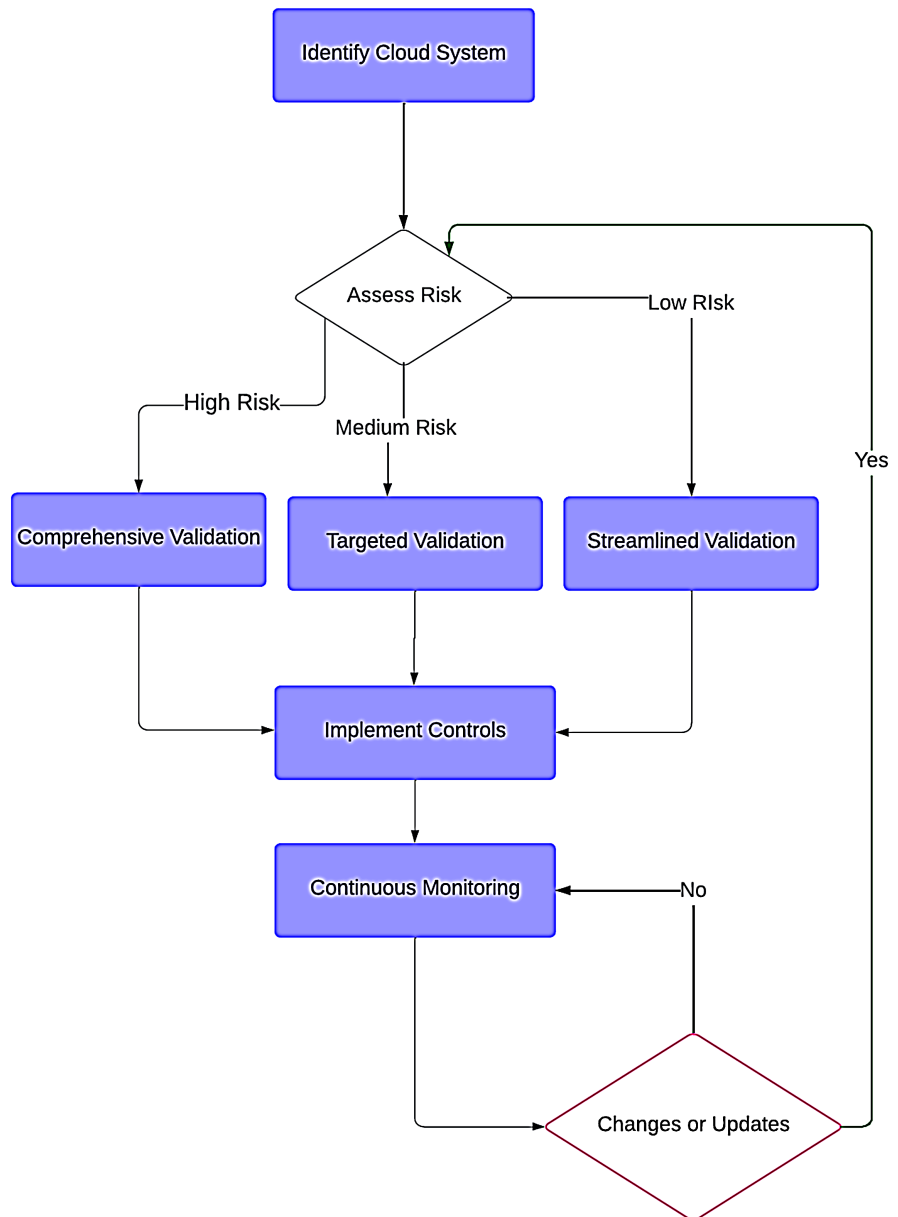 Identify Cloud System
Assess Risk
Low RIsk
High Risk
Medium Risk
Yes
Comprehensive Validation
Targeted Validation
Streamlined Validation
Implement Controls
Continuous Monitoring
No
Changes or Updates